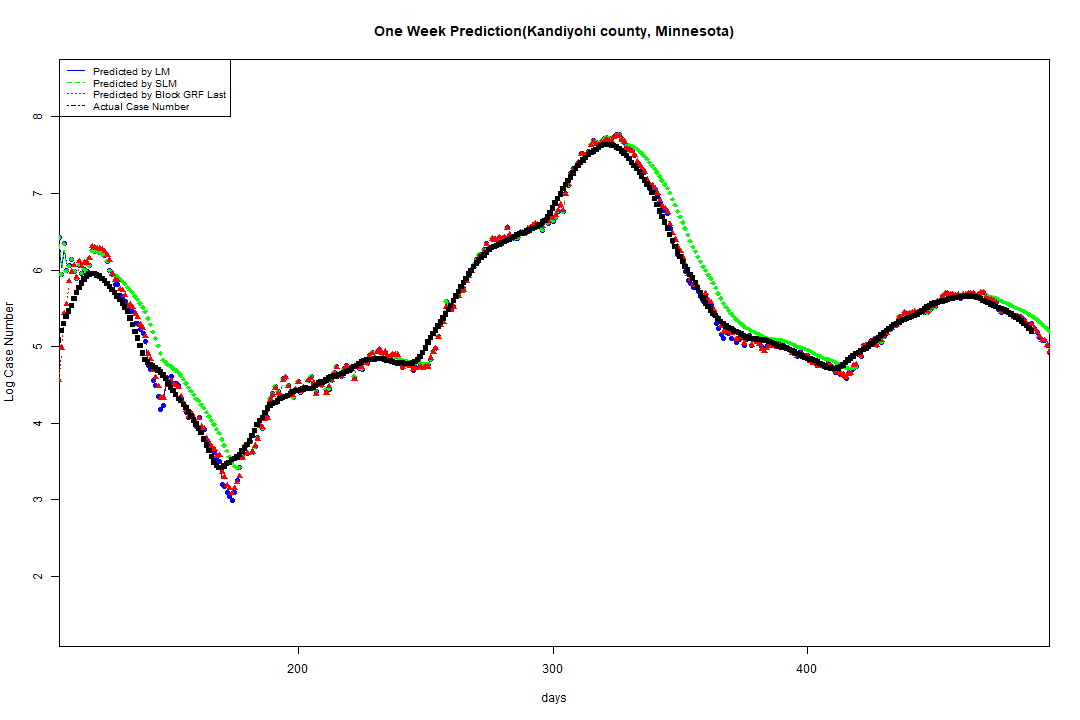 One Week Prediction(Kandiyohi county, Minnesota)
Predicted by LM
Predicted by SLM
Predicted by Block GRF Last
Actual Case Number
8
7
6
5
4
3
2
Log Case Number
200
300
400
days